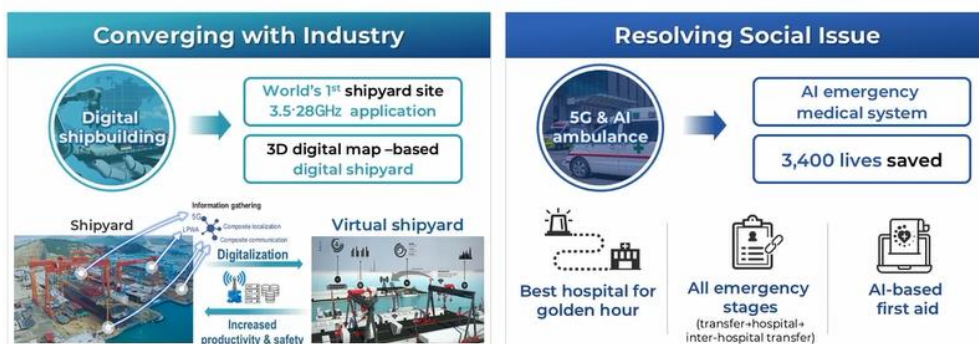 Converging with Industry
Digital
shipbuilding
World's 1st shipyard site
3.5·28GHz application
3D digital map –based
digital shipyard
Shipyard
Information gathering
5G
LPWA
Composite localization
Composite communication
Digitalization
Increased
productivity & safety
Virtual shipyard
Resolving Social Issue
5G & AI
ambulance
AI emergency
medical system
3,400 lives saved
Best hospital for
golden hour
All emergency
stages
(transfer→hospital→
inter-hospital transfer)
AI-based
first aid